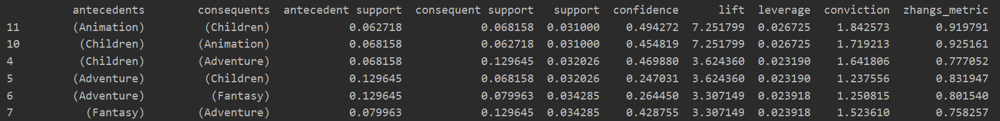 antecedents consequents antecedent support consequent support support confidence lift leverage conviction zhangs_metric
11 (Animation) (Children) 0.062718 0.068158 0.031000 0.494272 7.251799 0.026725 1.842573 0.919791
10 (Children) (Animation) 0.068158 0.062718 0.031000 0.454819 7.251799 0.026725 1.719213 0.925161
4 (Children) (Adventure) 0.068158 0.129645 0.032026 0.469880 3.624360 0.023190 1.641806 0.777052
5 (Adventure) (Children) 0.129645 0.068158 0.032026 0.247031 3.624360 0.023190 1.237556 0.831947
6 (Adventure) (Fantasy) 0.129645 0.079963 0.034285 0.264450 3.307149 0.023918 1.250815 0.801540
7 (Fantasy) (Adventure) 0.079963 0.129645 0.034285 0.428755 3.307149 0.023918 1.523610 0.758257